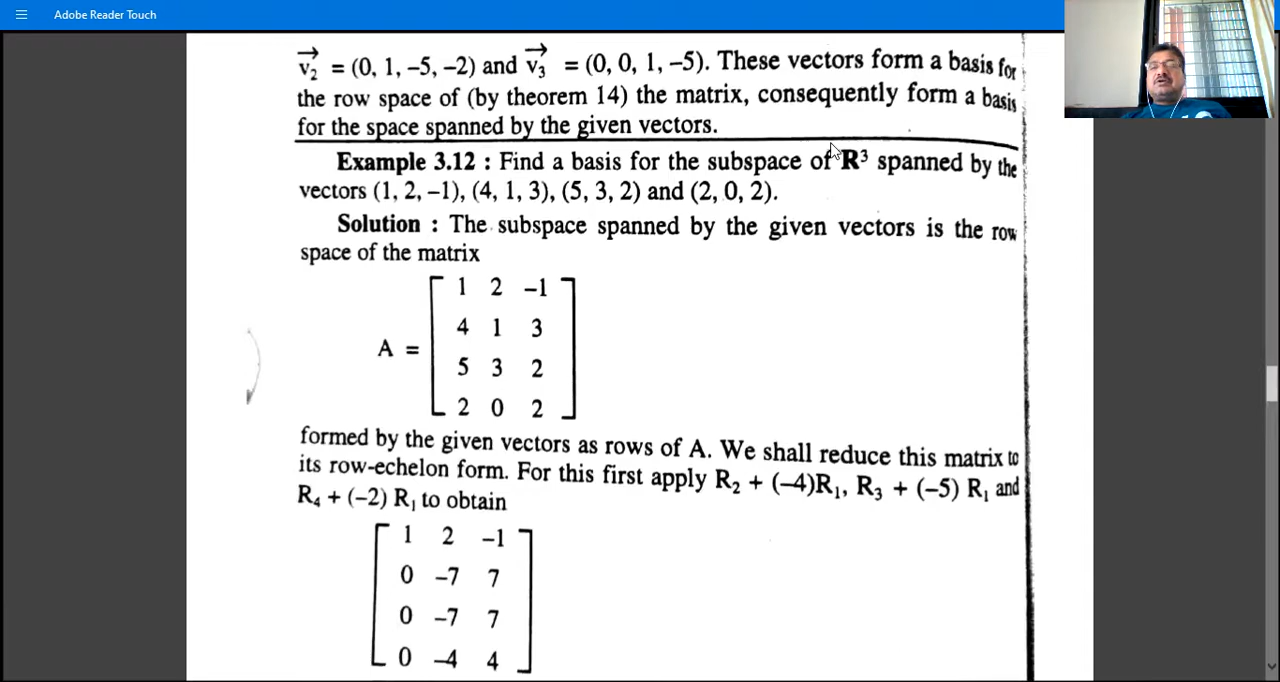 Adobe Reader Touch
v₂ = (0, 1, –5, –2) and v₃ = (0, 0, 1, –5). These vectors form a basis for
the row space of (by theorem 14) the matrix, consequently form a basis
for the space spanned by the given vectors.
Example 3.12 : Find a basis for the subspace of R³ spanned by the
vectors (1, 2, –1), (4, 1, 3), (5, 3, 2) and (2, 0, 2).
Solution : The subspace spanned by the given vectors is the row
space of the matrix
1 2 –1
4 1 3
A =
5 3 2
2 0 2
formed by the given vectors as rows of A. We shall reduce this matrix to
its row-echelon form. For this first apply R₂ + (–4)R₁, R₃ + (–5) R₁ and
R₄ + (–2) R₁ to obtain
1 2 –1
0 –7 7
0 –7 7
0 –4 4